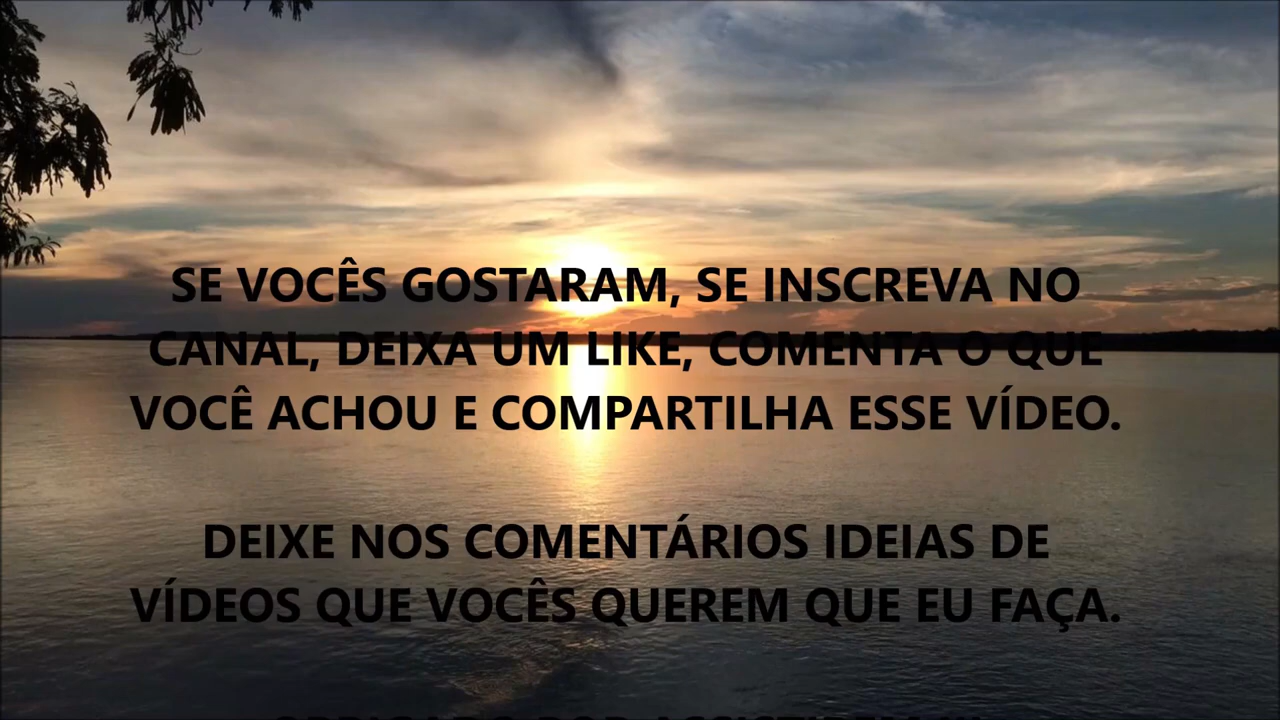 SE VOCÊS GOSTARAM, SE INSCREVA NO
CANAL, DEIXA UM LIKE, COMENTA O QUE
VOCÊ ACHOU E COMPARTILHA ESSE VÍDEO.
DEIXE NOS COMENTÁRIOS IDEIAS DE
VÍDEOS QUE VOCÊS QUEREM QUE EU FAÇA.